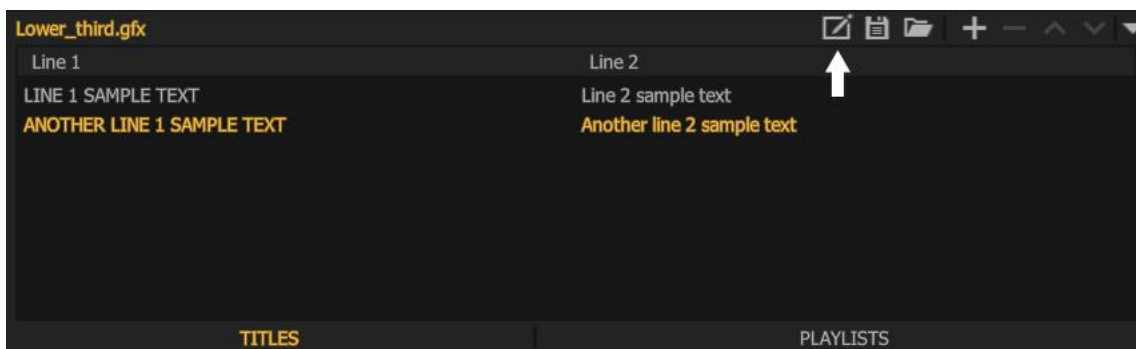 Lower_third.gfx
Line 1 Line 2
LINE 1 SAMPLE TEXT Line 2 sample text
ANOTHER LINE 1 SAMPLE TEXT Another line 2 sample text
TITLES PLAYLISTS